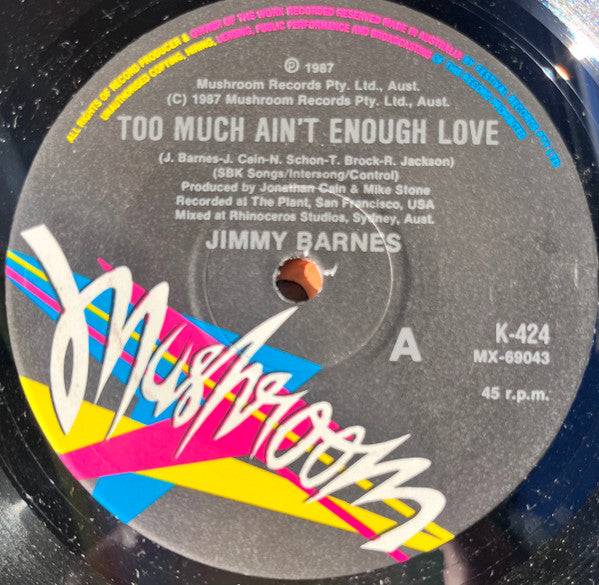 ALL RIGHTS OF RECORD PRODUCER & OWNER OF THE WORK RECORDED RESERVED MADE IN AUSTRALIA BY FESTIVAL RECORDS PTY LTD
UNAUTHORISED COPYING, HIRING, LENDING, PUBLIC PERFORMANCE AND BROADCASTING OF THIS RECORD PROHIBITED
℗ 1987
Mushroom Records Pty. Ltd., Aust.
(C) 1987 Mushroom Records Pty. Ltd., Aust.
TOO MUCH AIN'T ENOUGH LOVE
(J. Barnes-J. Cain-N. Schon-T. Brock-R. Jackson)
(SBK Songs/Intersong/Control)
Produced by Jonathan Cain & Mike Stone
Recorded at The Plant, San Francisco, USA
Mixed at Rhinoceros Studios, Sydney, Aust.
JIMMY BARNES
A
K-424
MX-69043
45 r.p.m.
Mushroom